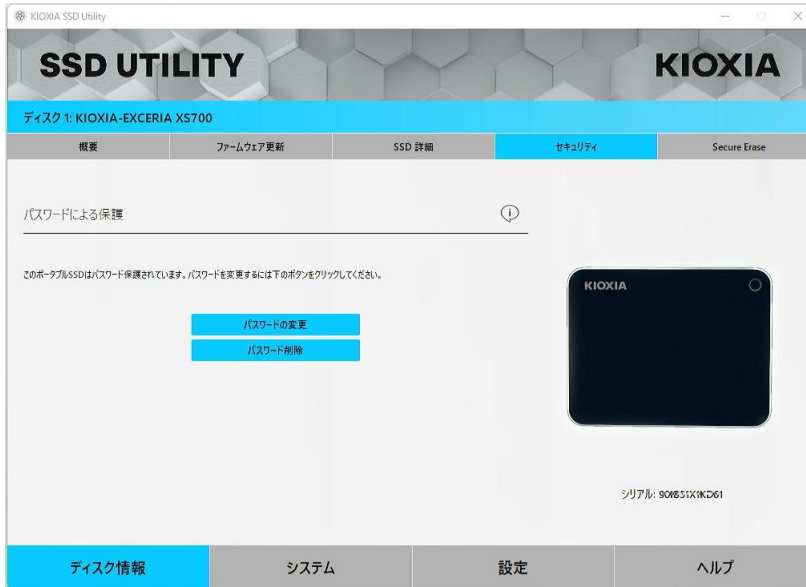 KIOXIA SSD Utility
SSD UTILITY
KIOXIA
ディスク 1: KIOXIA-EXCERIA XS700
概要
ファームウェア更新
SSD 詳細
セキュリティ
Secure Erase
パスワードによる保護
このポータブルSSDはパスワード保護されています。パスワードを変更するには下のボタンをクリックしてください。
パスワードの変更
パスワード削除
KIOXIA
シリアル:
ディスク情報
システム
設定
ヘルプ